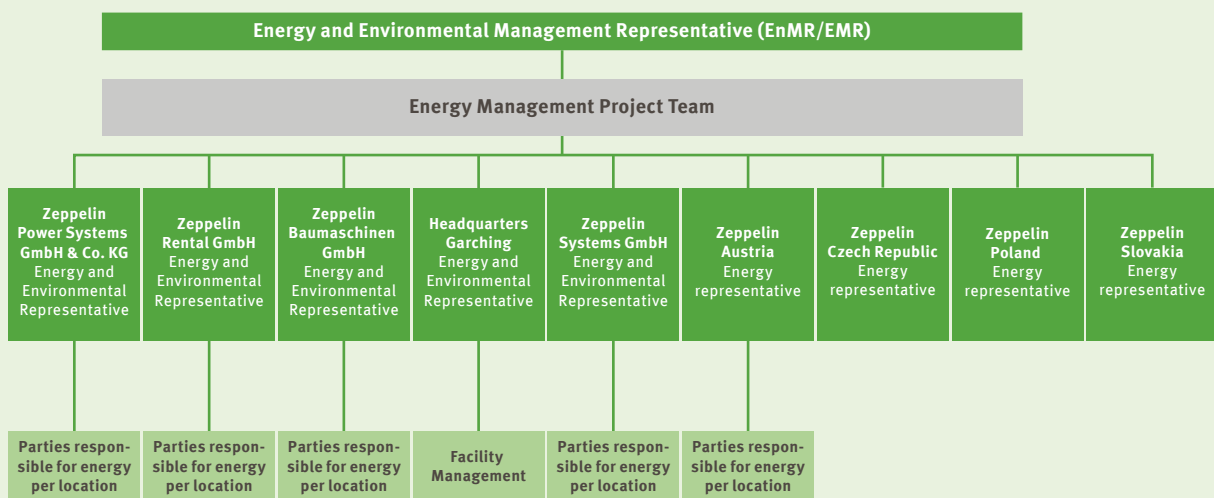 Energy and Environmental Management Representative (EnMR/EMR)
Energy Management Project Team
Zeppelin
Power Systems
GmbH & Co. KG
Energy and
Environmental
Representative
Zeppelin
Rental GmbH
Energy and
Environmental
Representative
Zeppelin
Baumaschinen
GmbH
Energy and
Environmental
Representative
Headquarters
Garching
Energy and
Environmental
Representative
Zeppelin
Systems GmbH
Energy and
Environmental
Representative
Zeppelin
Austria
Energy
representative
Zeppelin
Czech Republic
Energy
representative
Zeppelin
Poland
Energy
representative
Zeppelin
Slovakia
Energy
representative
Parties respon-
sible for energy
per location
Parties respon-
sible for energy
per location
Parties respon-
sible for energy
per location
Facility
Management
Parties respon-
sible for energy
per location
Parties respon-
sible for energy
per location